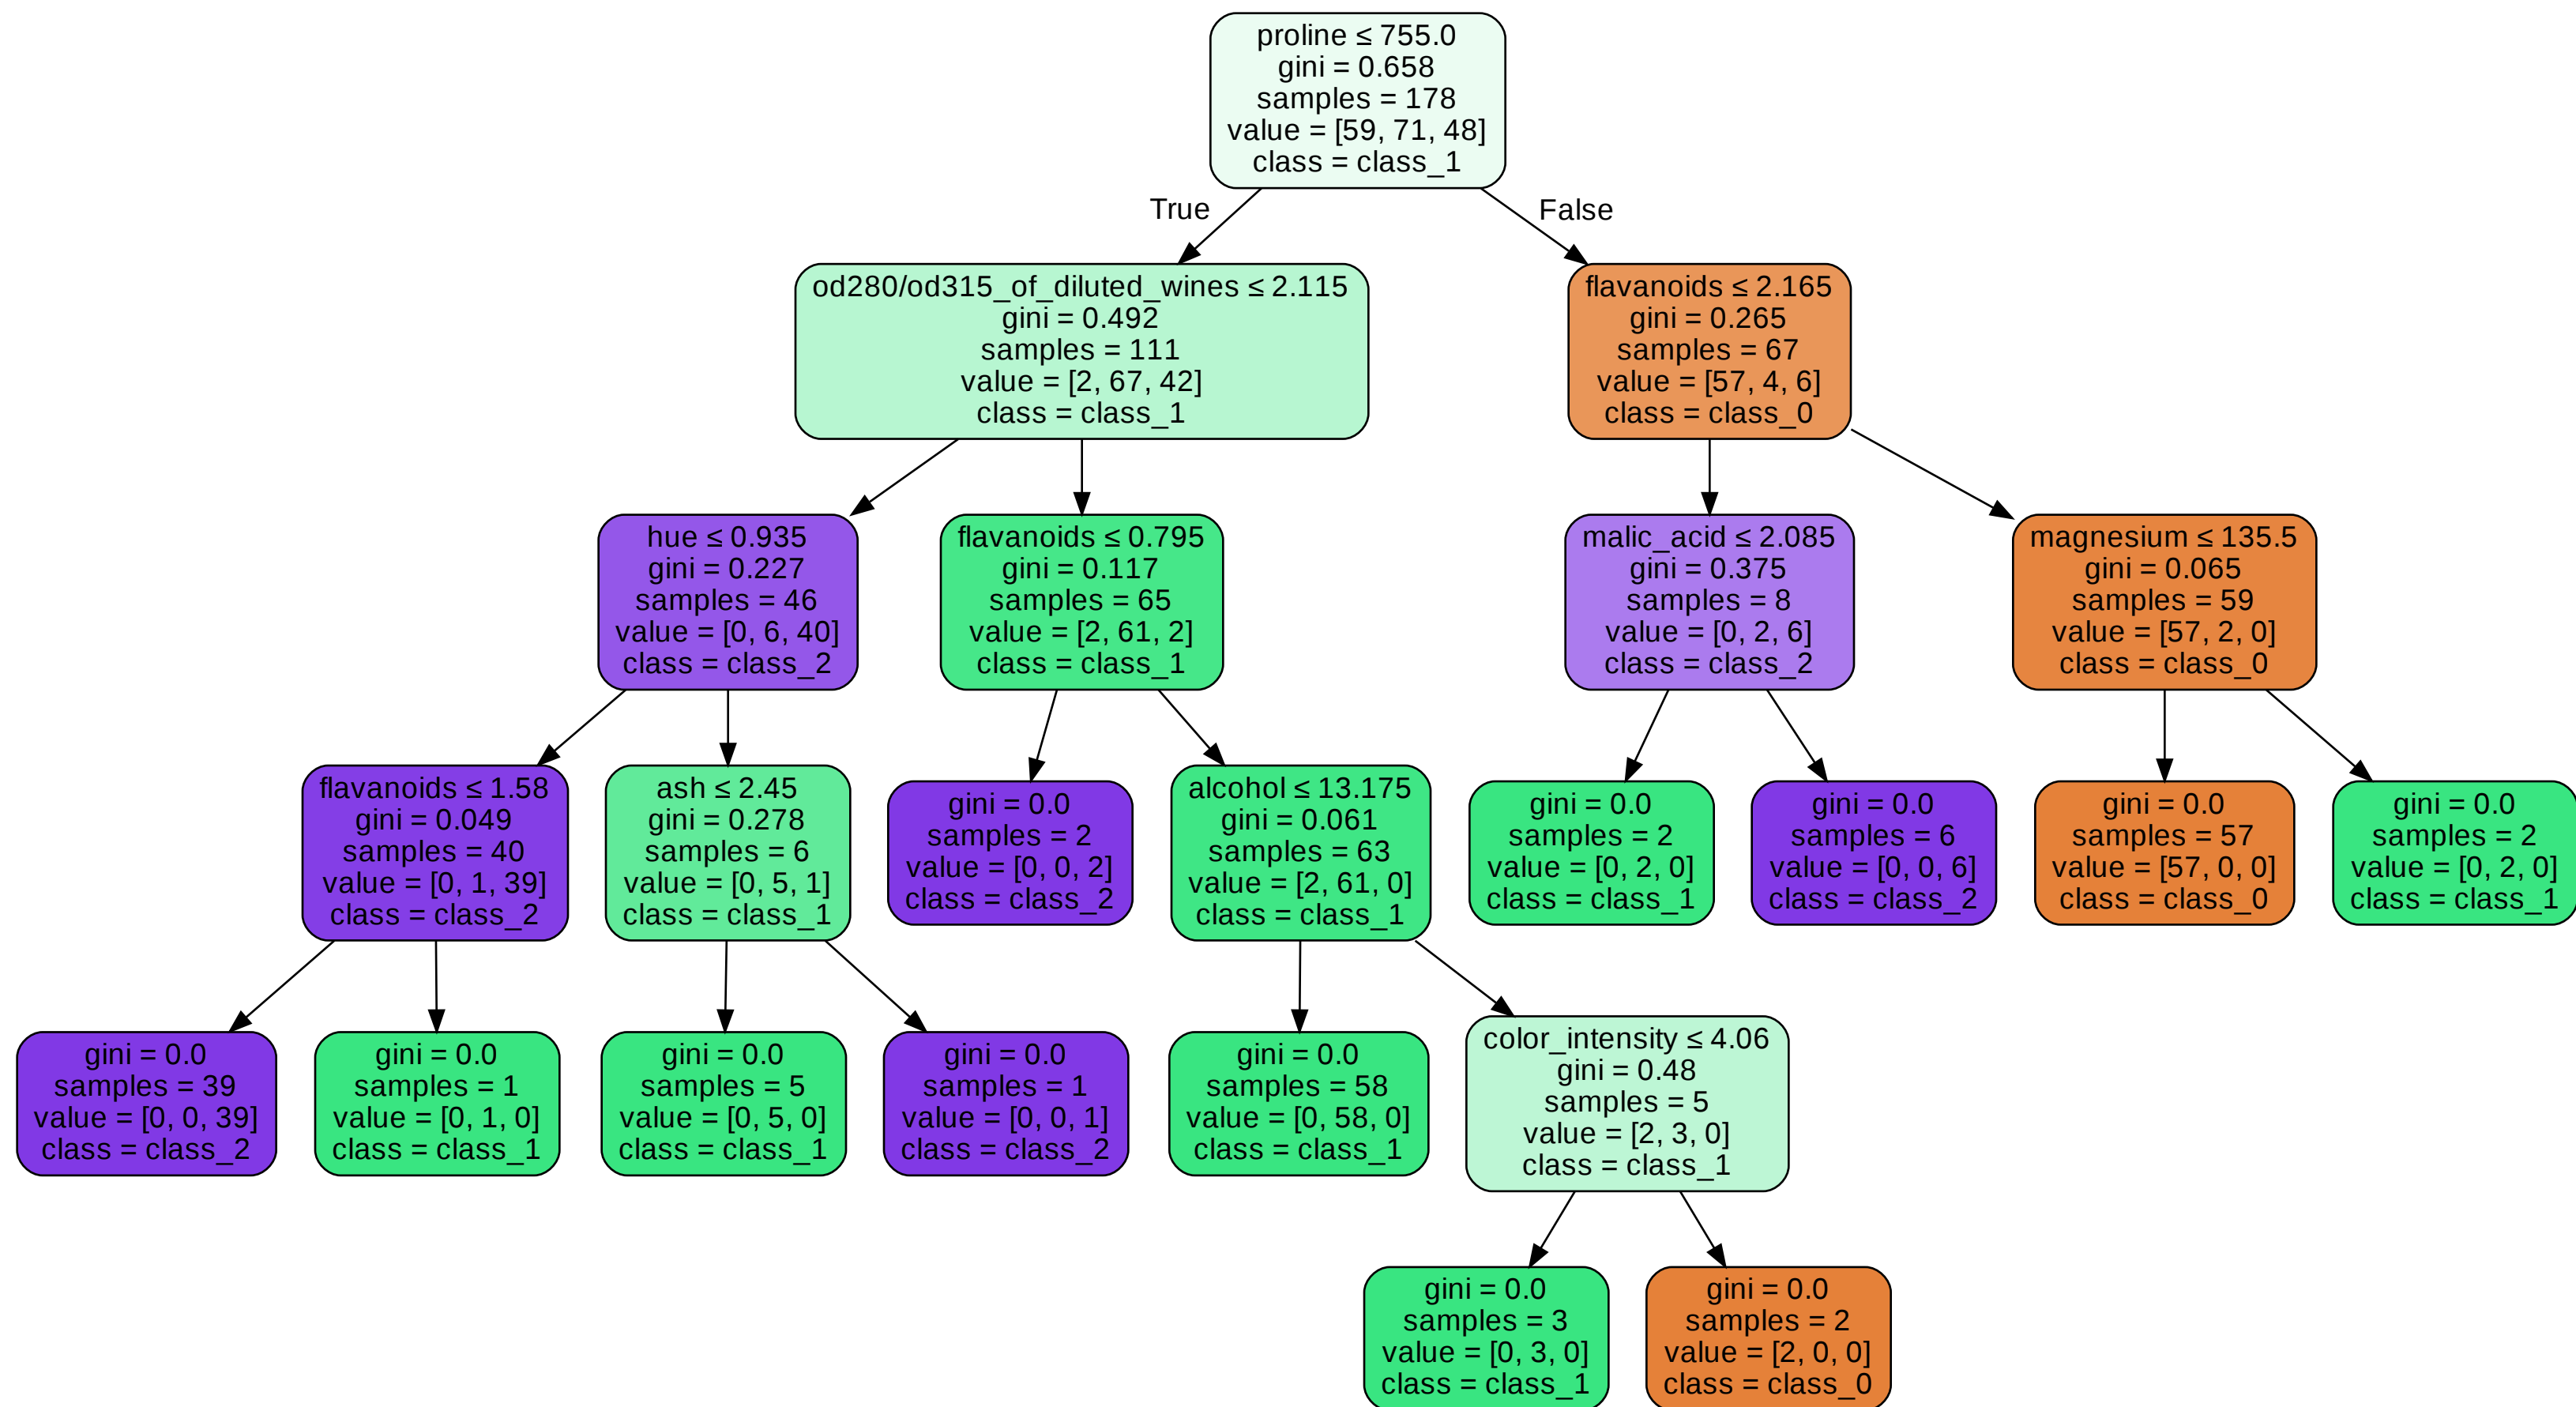 proline ≤ 755.0
gini = 0.658
samples = 178
value = [59, 71, 48]
class = class_1
True
False
od280/od315_of_diluted_wines ≤ 2.115
gini = 0.492
samples = 111
value = [2, 67, 42]
class = class_1
flavanoids ≤ 2.165
gini = 0.265
samples = 67
value = [57, 4, 6]
class = class_0
hue ≤ 0.935
gini = 0.227
samples = 46
value = [0, 6, 40]
class = class_2
flavanoids ≤ 0.795
gini = 0.117
samples = 65
value = [2, 61, 2]
class = class_1
malic_acid ≤ 2.085
gini = 0.375
samples = 8
value = [0, 2, 6]
class = class_2
magnesium ≤ 135.5
gini = 0.065
samples = 59
value = [57, 2, 0]
class = class_0
flavanoids ≤ 1.58
gini = 0.049
samples = 40
value = [0, 1, 39]
class = class_2
ash ≤ 2.45
gini = 0.278
samples = 6
value = [0, 5, 1]
class = class_1
gini = 0.0
samples = 2
value = [0, 0, 2]
class = class_2
alcohol ≤ 13.175
gini = 0.061
samples = 63
value = [2, 61, 0]
class = class_1
gini = 0.0
samples = 2
value = [0, 2, 0]
class = class_1
gini = 0.0
samples = 6
value = [0, 0, 6]
class = class_2
gini = 0.0
samples = 57
value = [57, 0, 0]
class = class_0
gini = 0.0
samples = 2
value = [0, 2, 0]
class = class_1
gini = 0.0
samples = 39
value = [0, 0, 39]
class = class_2
gini = 0.0
samples = 1
value = [0, 1, 0]
class = class_1
gini = 0.0
samples = 5
value = [0, 5, 0]
class = class_1
gini = 0.0
samples = 1
value = [0, 0, 1]
class = class_2
gini = 0.0
samples = 58
value = [0, 58, 0]
class = class_1
color_intensity ≤ 4.06
gini = 0.48
samples = 5
value = [2, 3, 0]
class = class_1
gini = 0.0
samples = 3
value = [0, 3, 0]
class = class_1
gini = 0.0
samples = 2
value = [2, 0, 0]
class = class_0